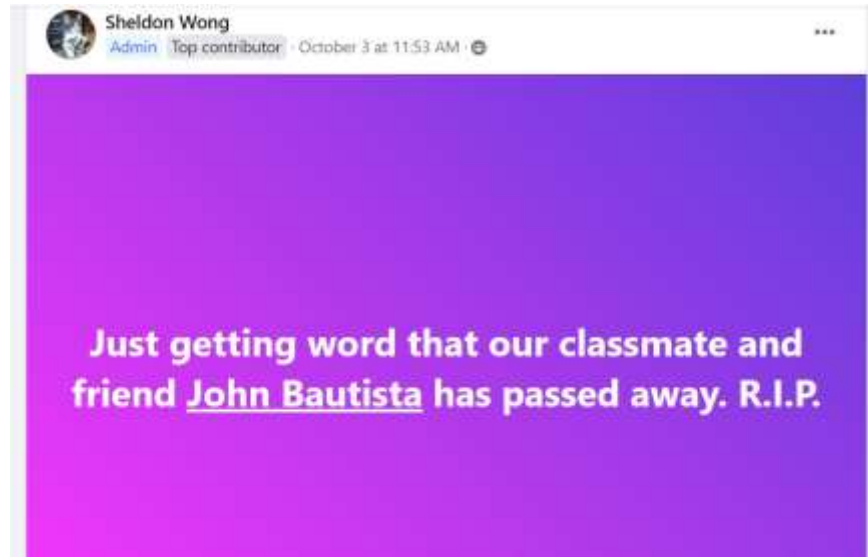 Sheldon Wong
Admin Top contributor · October 3 at 11:53 AM ·
Just getting word that our classmate and
friend John Bautista has passed away. R.I.P.